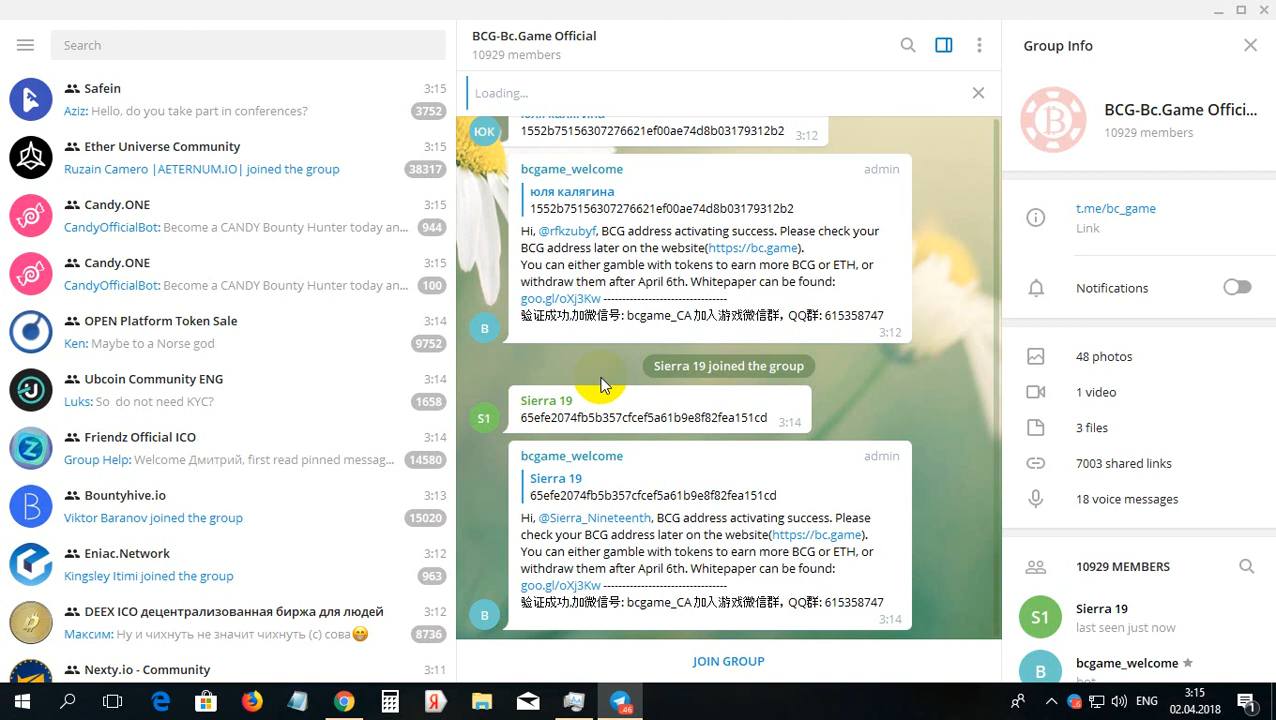 Search
Safein
3:15
Aziz: Hello, do you take part in conferences?
3752
Ether Universe Community
3:15
Ruzain Camero |AETERNUM.IO| joined the group
38317
Candy.ONE
3:15
CandyOfficialBot: Become a CANDY Bounty Hunter today an...
944
Candy.ONE
3:15
CandyOfficialBot: Become a CANDY Bounty Hunter today an...
100
OPEN Platform Token Sale
3:14
Ken: Maybe to a Norse god
9752
Ubcoin Community ENG
3:14
Luks: So do not need KYC?
1658
Friendz Official ICO
3:14
Group Help: Welcome Дмитрий, first read pinned messag...
14580
Bountyhive.io
3:13
Viktor Baranov joined the group
15020
Eniac.Network
3:12
Kingsley Itimi joined the group
963
DEEX ICO децентрализованная биржа для людей
3:12
Максим: Ну и чихнуть не значит чихнуть (с) сова😁
8736
Nexty.io - Community
3:11
BCG-Bc.Game Official
10929 members
Loading...
юля калягина
ЮК
1552b75156307276621ef00ae74d8b03179312b2
3:12
bcgame_welcome
admin
юля калягина
1552b75156307276621ef00ae74d8b03179312b2
Hi, @rfkzubyf, BCG address activating success. Please check your
BCG address later on the website(https://bc.game).
You can either gamble with tokens to earn more BCG or ETH, or
withdraw them after April 6th. Whitepaper can be found:
goo.gl/oXj3Kw -------------------------------
验证成功,加微信号: bcgame_CA 加入游戏微信群，QQ群: 615358747
B
3:12
Sierra 19 joined the group
Sierra 19
S1
65efe2074fb5b357cfcef5a61b9e8f82fea151cd
3:14
bcgame_welcome
admin
Sierra 19
65efe2074fb5b357cfcef5a61b9e8f82fea151cd
Hi, @Sierra_Nineteenth, BCG address activating success. Please
check your BCG address later on the website(https://bc.game).
You can either gamble with tokens to earn more BCG or ETH, or
withdraw them after April 6th. Whitepaper can be found:
goo.gl/oXj3Kw -------------------------------
验证成功,加微信号: bcgame_CA 加入游戏微信群，QQ群: 615358747
B
3:14
JOIN GROUP
Group Info
BCG-Bc.Game Offici...
10929 members
t.me/bc_game
Link
Notifications
48 photos
1 video
3 files
7003 shared links
18 voice messages
10929 MEMBERS
S1
Sierra 19
last seen just now
B
bcgame_welcome
bot
ENG
3:15
02.04.2018
1